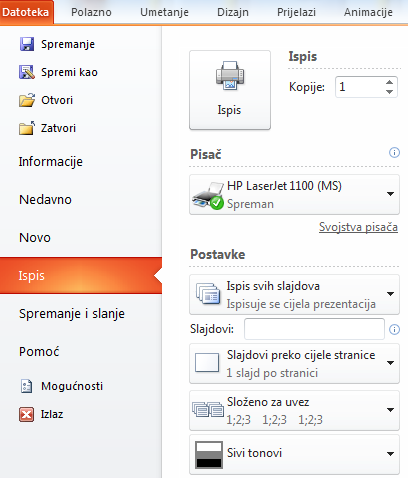 Datoteka Polazno Umetanje Dizajn Prijelazi Animacije
Spremanje
Spremi kao
Otvori
Zatvori
Informacije
Nedavno
Novo
Ispis
Spremanje i slanje
Pomoć
Mogućnosti
Izlaz
Ispis
Ispis
Kopije: 1
Pisač
HP LaserJet 1100 (MS)
Spreman
Svojstva pisača
Postavke
Ispis svih slajdova
Ispisuje se cijela prezentacija
Slajdovi:
Slajdovi preko cijele stranice
1 slajd po stranici
Složeno za uvez
1;2;3 1;2;3 1;2;3
Sivi tonovi